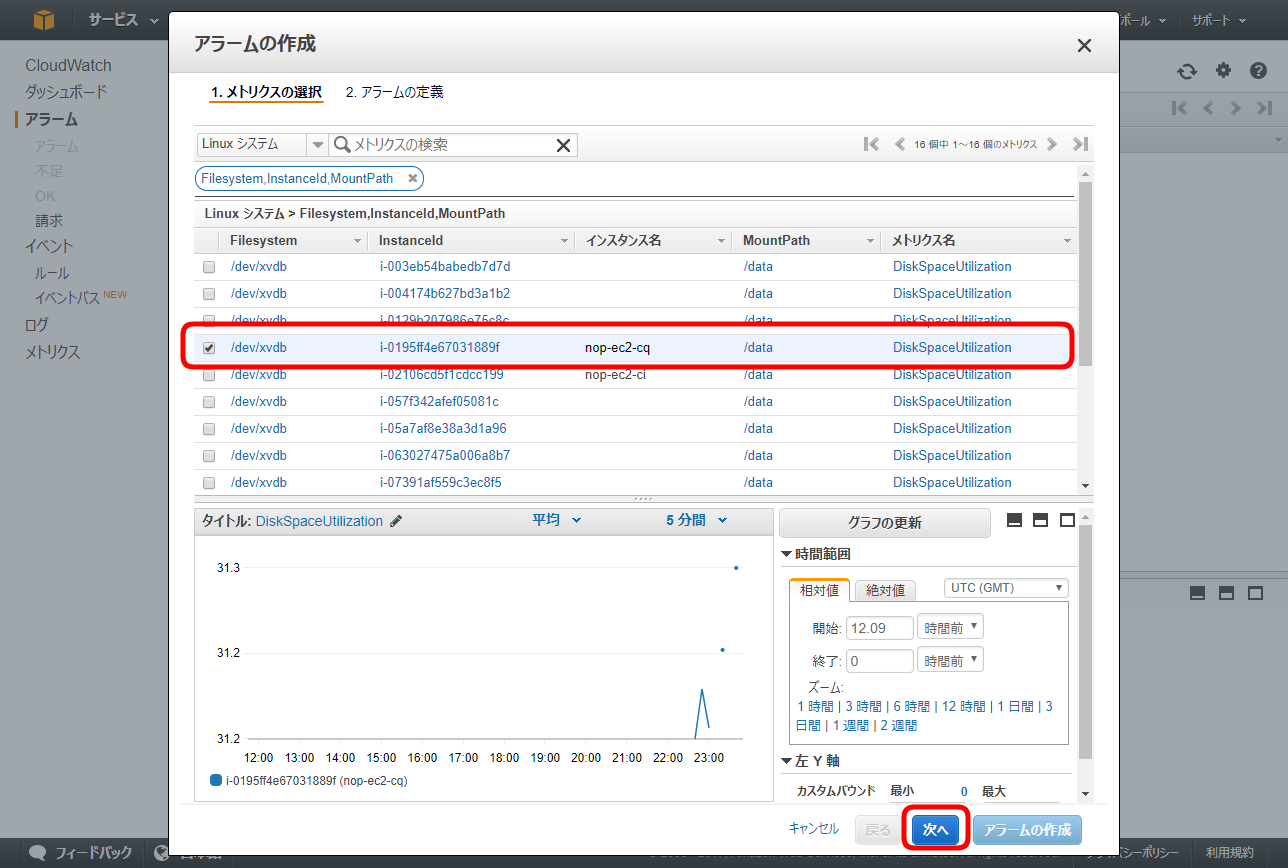 サービス
ポール
サポート
CloudWatch
ダッシュボード
アラーム
アラーム
不足
OK
請求
イベント
ルール
イベントバス NEW
ログ
メトリクス
アラームの作成
1. メトリクスの選択 2. アラームの定義
Linux システム メトリクスの検索 16 個中 1～16 個のメトリクス
Filesystem,InstanceId,MountPath
Linux システム > Filesystem,InstanceId,MountPath
Filesystem InstanceId インスタンス名 MountPath メトリクス名
/dev/xvdb i-003eb54babedb7d7d /data DiskSpaceUtilization
/dev/xvdb i-004174b627bd3a1b2 /data DiskSpaceUtilization
/dev/xvdb i-0129b207986e75c8c /data DiskSpaceUtilization
/dev/xvdb i-0195ff4e67031889f nop-ec2-cq /data DiskSpaceUtilization
/dev/xvdb i-02106cd5f1cdcc199 nop-ec2-ci /data DiskSpaceUtilization
/dev/xvdb i-057f342afef05081c /data DiskSpaceUtilization
/dev/xvdb i-05a7af8e38a3d1a96 /data DiskSpaceUtilization
/dev/xvdb i-063027475a006a8b7 /data DiskSpaceUtilization
/dev/xvdb i-07391af559c3ec8f5 /data DiskSpaceUtilization
タイトル: DiskSpaceUtilization 平均 5 分間
31.3
31.2
31.2
12:00 13:00 14:00 15:00 16:00 17:00 18:00 19:00 20:00 21:00 22:00 23:00
i-0195ff4e67031889f (nop-ec2-cq)
グラフの更新
時間範囲
相対値 絶対値 UTC (GMT)
開始: 12.09 時間前
終了: 0 時間前
ズーム:
1 時間 | 3 時間 | 6 時間 | 12 時間 | 1 日間 | 3
日間 | 1 週間 | 2 週間
左 Y 軸
カスタムバウンド 最小 0 最大
キャンセル 戻る 次へ アラームの作成
フィードバック
利用規約